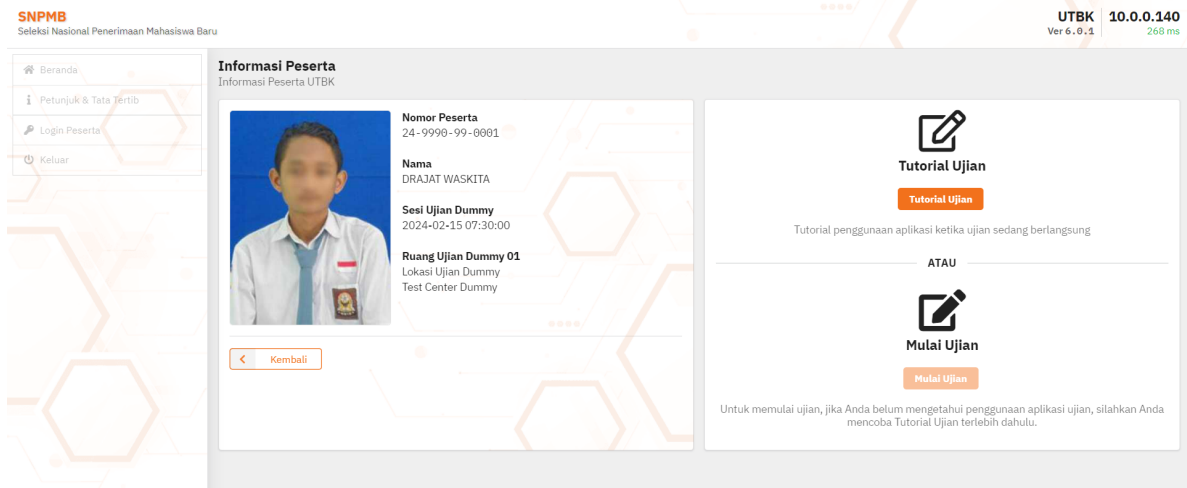 SNPMB
Seleksi Nasional Penerimaan Mahasiswa Baru
UTBK
Ver 6.0.1
10.0.0.140
268 ms
Beranda
Petunjuk & Tata Tertib
Login Peserta
Keluar
Informasi Peserta
Informasi Peserta UTBK
Nomor Peserta
24-9990-99-0001
Nama
DRAJAT WASKITA
Sesi Ujian Dummy
2024-02-15 07:30:00
Ruang Ujian Dummy 01
Lokasi Ujian Dummy
Test Center Dummy
Kembali
Tutorial Ujian
Tutorial Ujian
Tutorial penggunaan aplikasi ketika ujian sedang berlangsung
ATAU
Mulai Ujian
Mulai Ujian
Untuk memulai ujian, jika Anda belum mengetahui penggunaan aplikasi ujian, silahkan Anda
mencoba Tutorial Ujian terlebih dahulu.